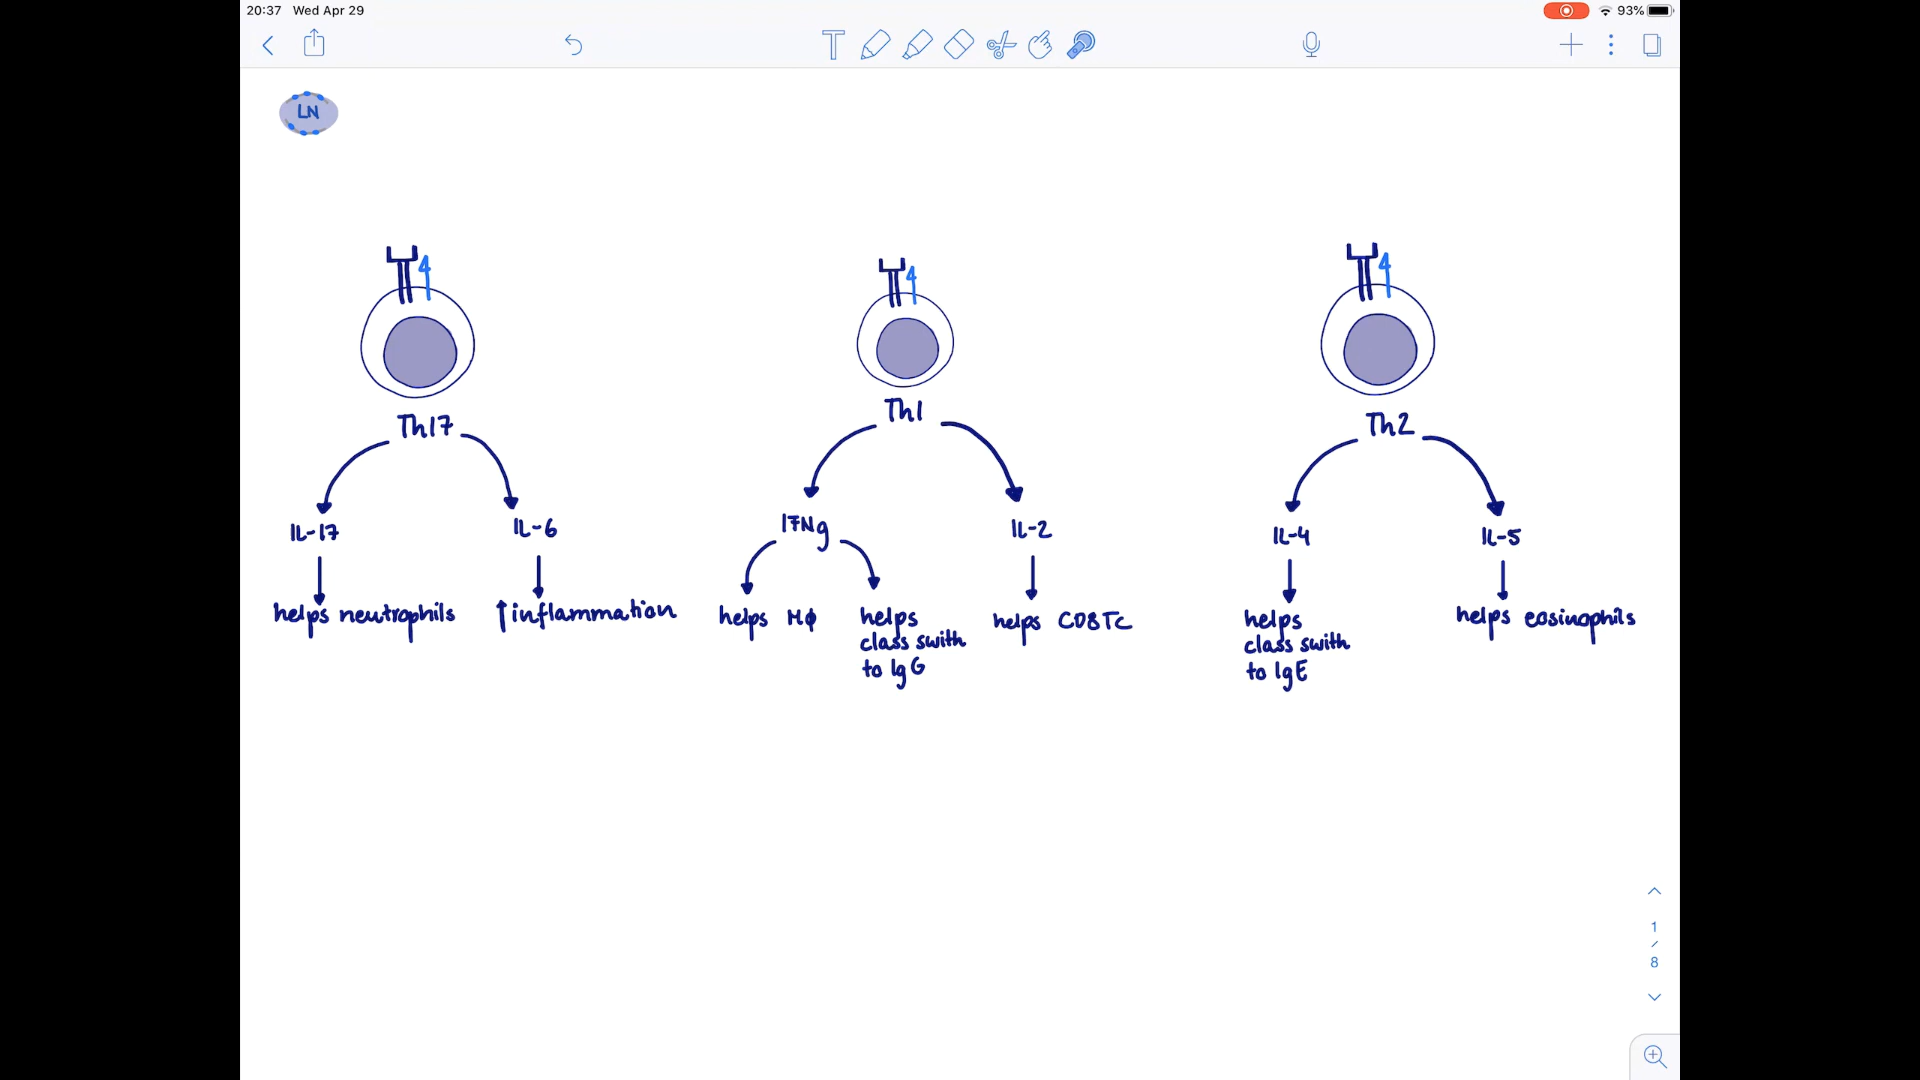 20:37 Wed Apr 29
93%
T
LN
4
4
4
Th17
Th1
Th2
IL-17
IL-6
IFNg
IL-2
IL-4
IL-5
helps neutrophils
↑ inflammation
helps Mφ
helps
class swith
to IgG
helps CD8TC
helps
class swith
to IgE
helps eosinophils
1
/
8